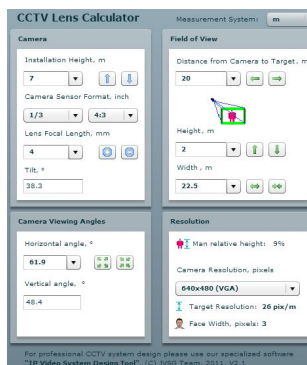 CCTV Lens Calculator
Measurement System: m
Camera
Installation Height, m
7
Camera Sensor Format, inch
1/3 4:3
Lens Focal Length, mm
4
Tilt, °
38.3
Field of View
Distance from Camera to Target, m
20
Height, m
2
Width, m
22.5
Camera Viewing Angles
Horizontal angle, °
61.9
Vertical angle, °
48.4
Resolution
Man relative height: 9%
Camera Resolution, pixels
640x480 (VGA)
Target Resolution: 26 pix/m
Face Width, pixels: 3
For professional CCTV system design please use our specialized software
"IP Video System Design Tool". (C) JVSG Team, 2011, V2.1